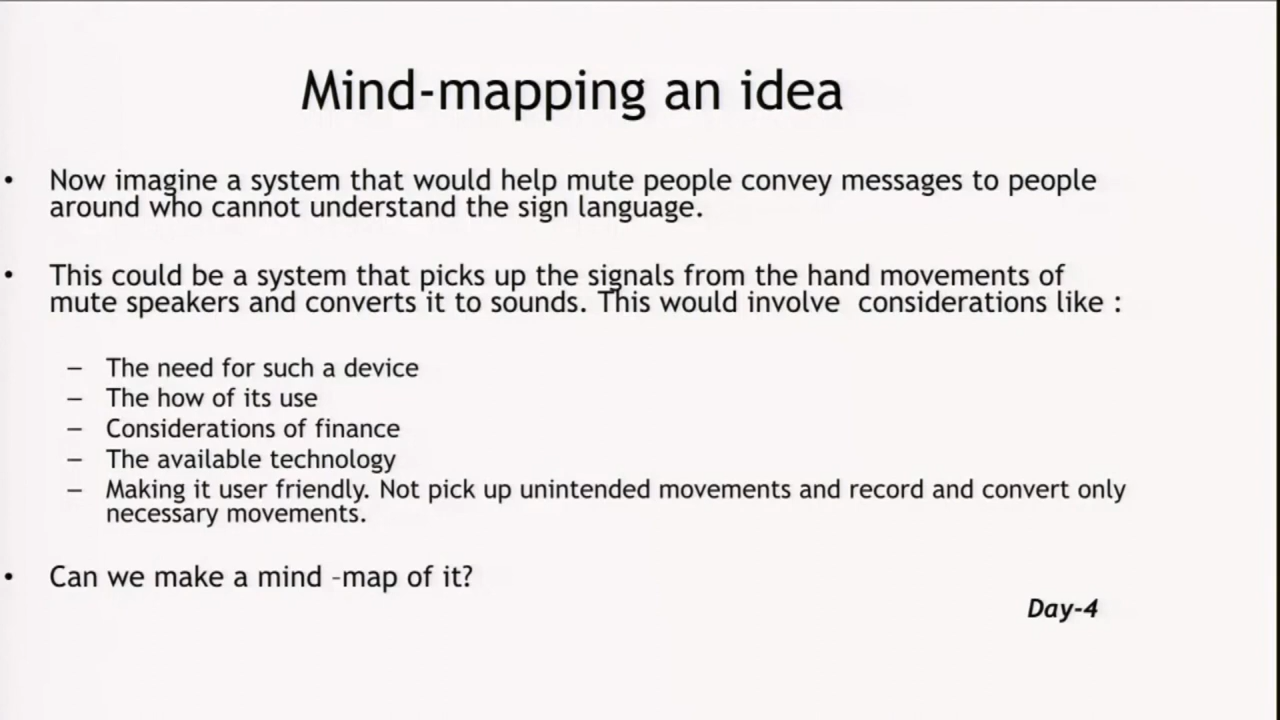 Mind-mapping an idea
• Now imagine a system that would help mute people convey messages to people
around who cannot understand the sign language.
• This could be a system that picks up the signals from the hand movements of
mute speakers and converts it to sounds. This would involve  considerations like :
– The need for such a device
– The how of its use
– Considerations of finance
– The available technology
– Making it user friendly. Not pick up unintended movements and record and convert only
necessary movements.
• Can we make a mind -map of it?
Day-4